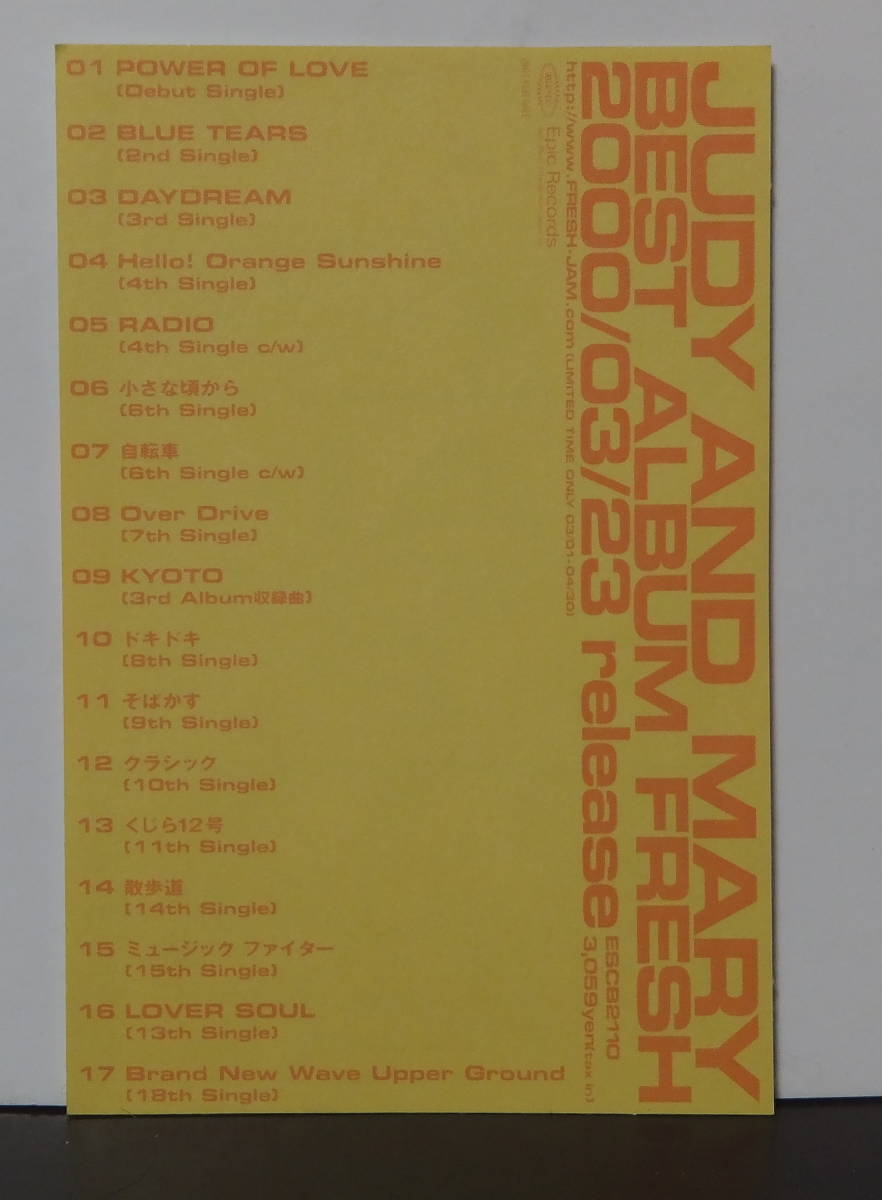 01 POWER OF LOVE
(Debut Single)
02 BLUE TEARS
(2nd Single)
03 DAYDREAM
(3rd Single)
04 Hello! Orange Sunshine
(4th Single)
05 RADIO
(4th Single c/w)
06 小さな頃から
(6th Single)
07 自転車
(6th Single c/w)
08 Over Drive
(7th Single)
09 KYOTO
(3rd Album収録曲)
10 ドキドキ
(8th Single)
11 そばかす
(9th Single)
12 クラシック
(10th Single)
13 くじら12号
(11th Single)
14 散歩道
(14th Single)
15 ミュージック ファイター
(15th Single)
16 LOVER SOUL
(13th Single)
17 Brand New Wave Upper Ground
(18th Single)
JUDY AND MARY
BEST ALBUM FRESH
2000/03/23 release
ESCB2110
3,059yen(tax in)
http://www.FRESH-JAM.com (LIMITED TIME ONLY 03/01-04/30)
Epic Records